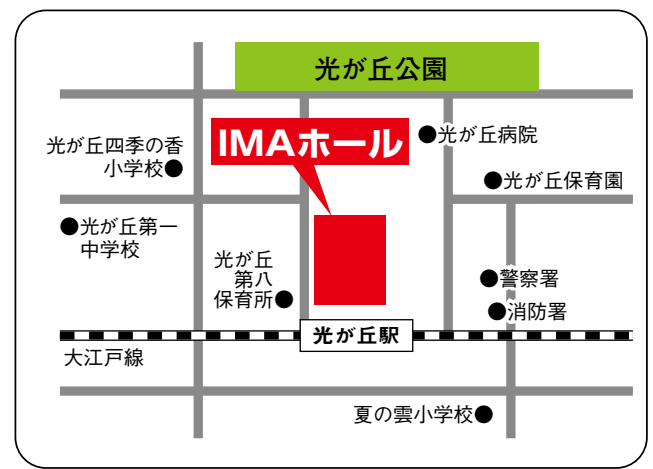 光が丘公園
IMAホール
●光が丘病院
光が丘四季の香
小学校●
●光が丘保育園
●光が丘第一
中学校
光が丘
第八
保育所●
●警察署
●消防署
光が丘駅
大江戸線
夏の雲小学校●